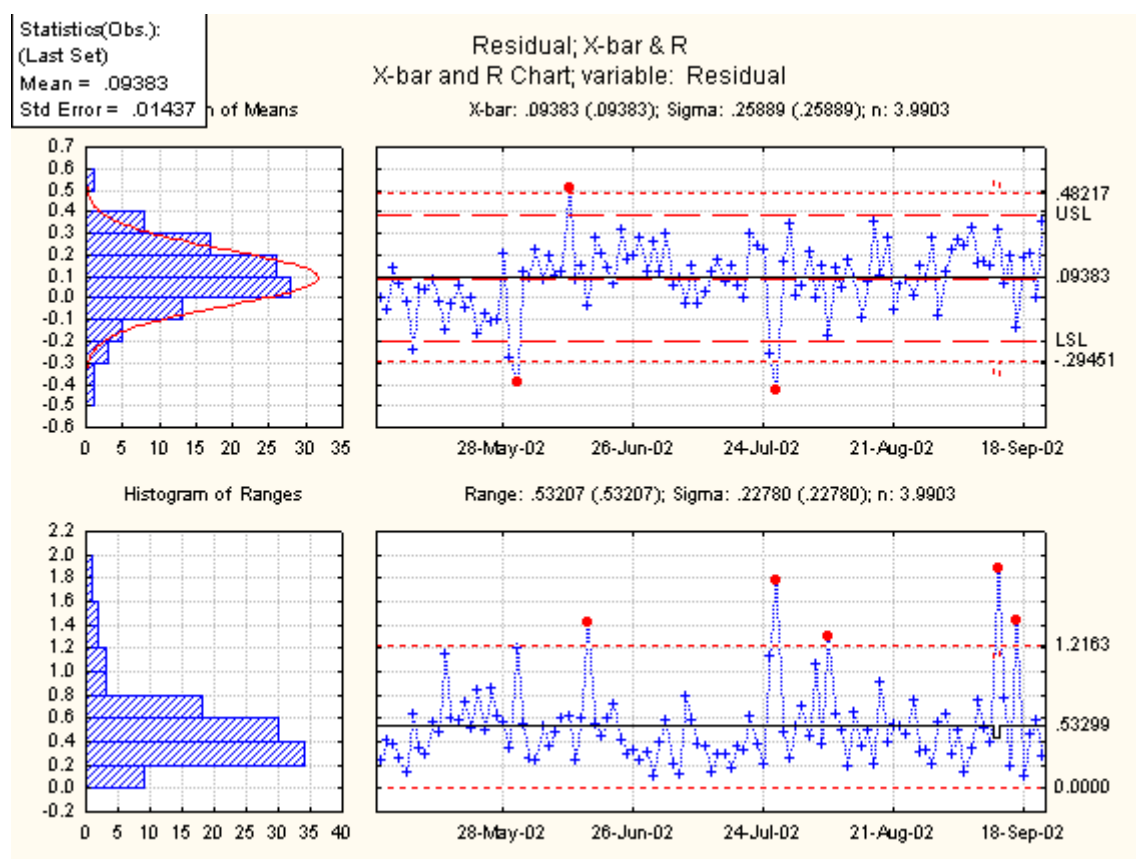 Statistics(Obs.):
(Last Set)
Mean = .09383
Std Error = .01437
Residual; X-bar & R
X-bar and R Chart; variable: Residual
of Means
X-bar: .09383 (.09383); Sigma: .25889 (.25889); n: 3.9903
0.7
0.6
0.5
0.4
0.3
0.2
0.1
0.0
-0.1
-0.2
-0.3
-0.4
-0.5
-0.6
0 5 10 15 20 25 30 35
.48217
USL
.09383
LSL
-.29451
28-May-02 26-Jun-02 24-Jul-02 21-Aug-02 18-Sep-02
Histogram of Ranges
Range: .53207 (.53207); Sigma: .22780 (.22780); n: 3.9903
2.2
2.0
1.8
1.6
1.4
1.2
1.0
0.8
0.6
0.4
0.2
0.0
-0.2
0 5 10 15 20 25 30 35 40
1.2163
.53299
0.0000
28-May-02 26-Jun-02 24-Jul-02 21-Aug-02 18-Sep-02